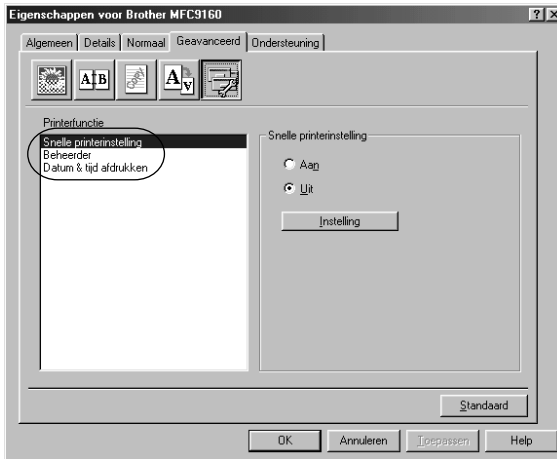 Eigenschappen voor Brother MFC9160
Algemeen Details Normaal Geavanceerd Ondersteuning
A B A
Printerfunctie
Snelle printerinstelling
Beheerder
Datum & tijd afdrukken
Snelle printerinstelling
Aan
Uit
Instelling
Standaard
OK Annuleren Toepassen Help